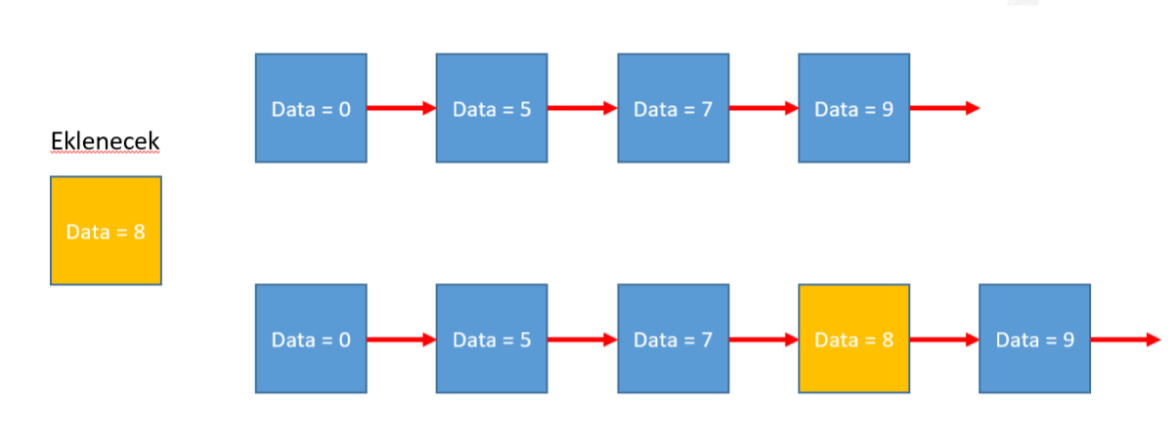 Data = 0
Data = 5
Data = 7
Data = 9
Eklenecek
Data = 8
Data = 0
Data = 5
Data = 7
Data = 8
Data = 9